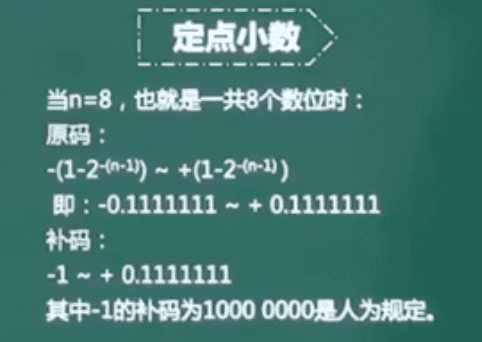 定点小数
当n=8，也就是一共8个数位时：
原码：
-(1-2⁻⁽ⁿ⁻¹⁾) ~ +(1-2⁻⁽ⁿ⁻¹⁾ )
即：-0.1111111 ~ + 0.1111111
补码：
-1 ~ + 0.1111111
其中-1的补码为1000 0000是人为规定。